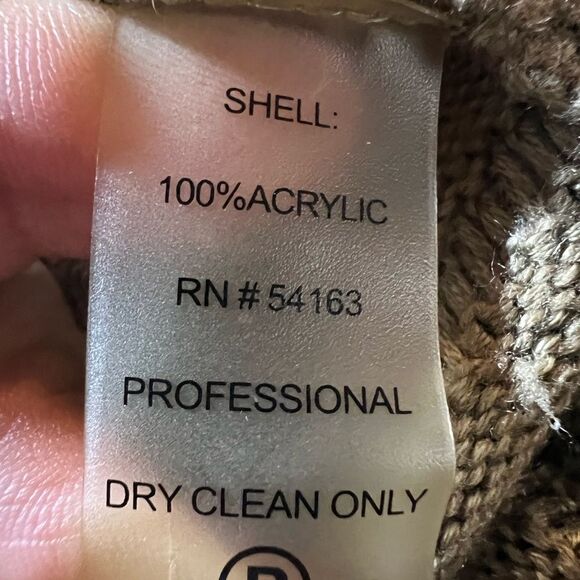 SHELL:
100%ACRYLIC
RN # 54163
PROFESSIONAL
DRY CLEAN ONLY
P